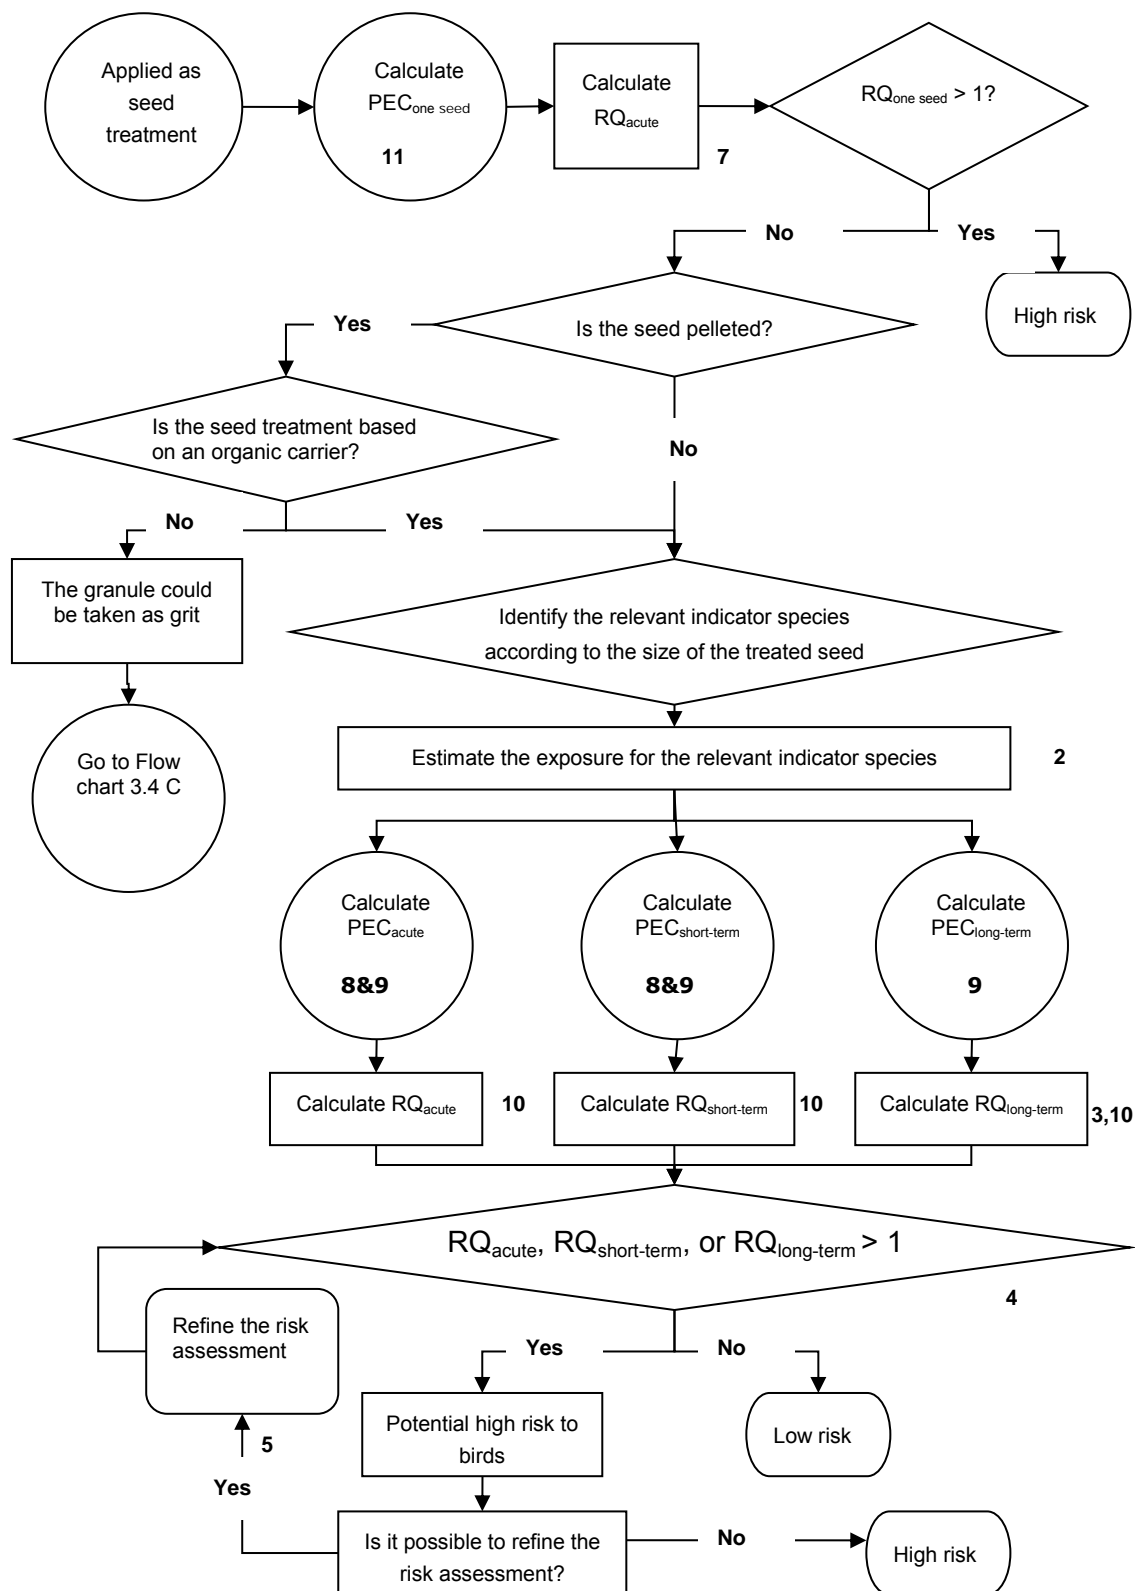 Applied as
seed
treatment
Calculate
PECone seed
11
Calculate
RQacute
7
RQone seed > 1?
No
Yes
High risk
Is the seed pelleted?
Yes
No
Is the seed treatment based
on an organic carrier?
No
Yes
The granule could
be taken as grit
Go to Flow
chart 3.4 C
Identify the relevant indicator species
according to the size of the treated seed
Estimate the exposure for the relevant indicator species
2
Calculate
PECacute
8&9
Calculate
PECshort-term
8&9
Calculate
PEClong-term
9
Calculate RQacute
10
Calculate RQshort-term
10
Calculate RQlong-term
3,10
RQacute, RQshort-term, or RQlong-term > 1
4
Refine the risk
assessment
5
Yes
Yes
No
Potential high risk to
birds
Low risk
Is it possible to refine the
risk assessment?
No
High risk